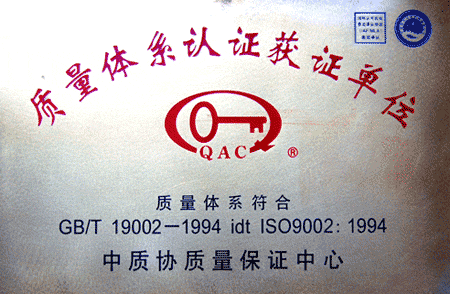 质量体系认证获证单位
QAC ®
质量体系符合
GB/T 19002-1994 idt ISO9002: 1994
中质协质量保证中心